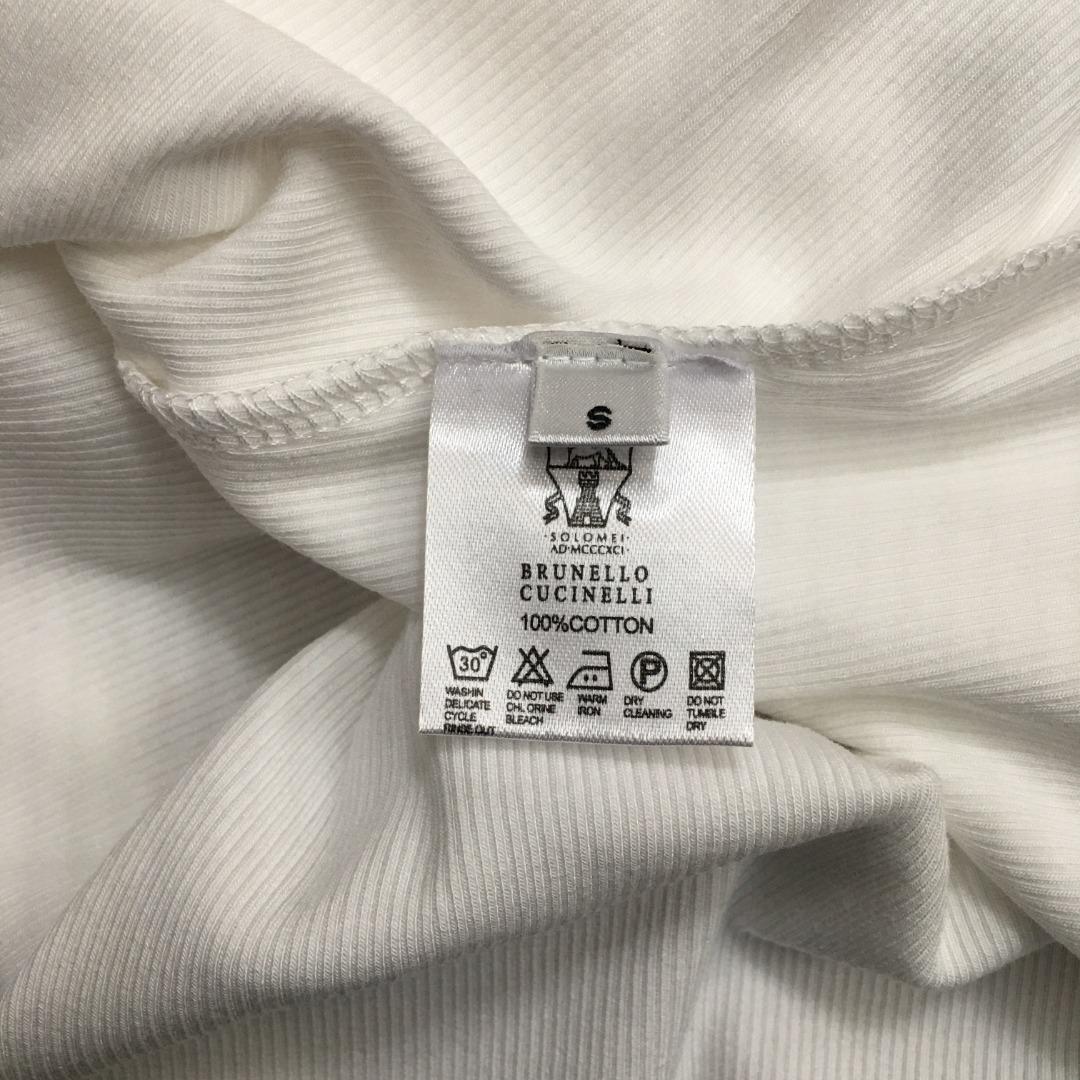 S
·SOLOMEI·
AD·MCCCXCI·
BRUNELLO
CUCINELLI
100%COTTON
30°
P
WASHIN
DELICATE
CYCLE
RINSE OUT
DO NOT USE
CHLORINE
BLEACH
WARM
IRON
DRY
CLEANING
DO NOT
TUMBLE
DRY